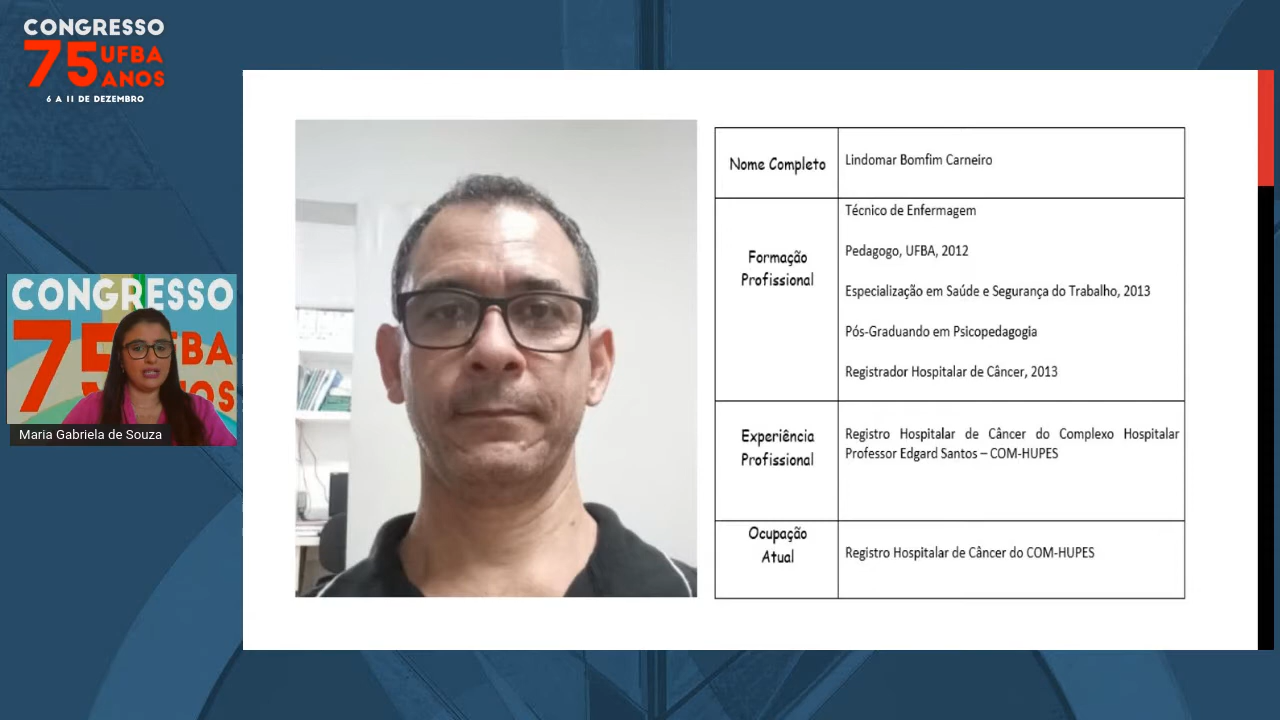 CONGRESSO
75 UFBA
ANOS
6 A 11 DE DEZEMBRO
CONGRESSO
75 UFBA
ANOS
Maria Gabriela de Souza
Nome Completo
Lindomar Bomfim Carneiro
Formação
Profissional
Técnico de Enfermagem
Pedagogo, UFBA, 2012
Especialização em Saúde e Segurança do Trabalho, 2013
Pós-Graduando em Psicopedagogia
Registrador Hospitalar de Câncer, 2013
Experiência
Profissional
Registro Hospitalar de Câncer do Complexo Hospitalar
Professor Edgard Santos – COM-HUPES
Ocupação
Atual
Registro Hospitalar de Câncer do COM-HUPES